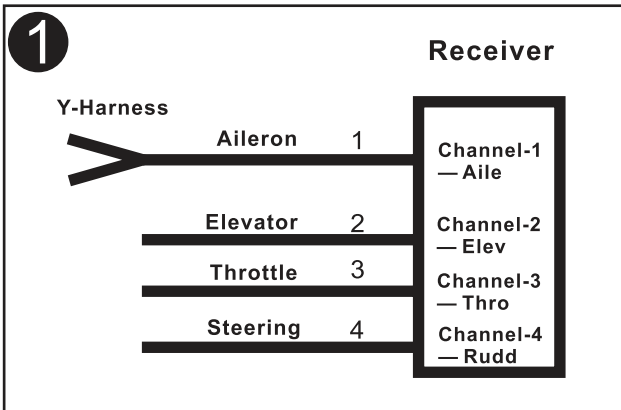 1
Receiver
Y-Harness
Aileron 1
Channel-1
— Aile
Elevator 2
Channel-2
— Elev
Throttle 3
Channel-3
— Thro
Steering 4
Channel-4
— Rudd